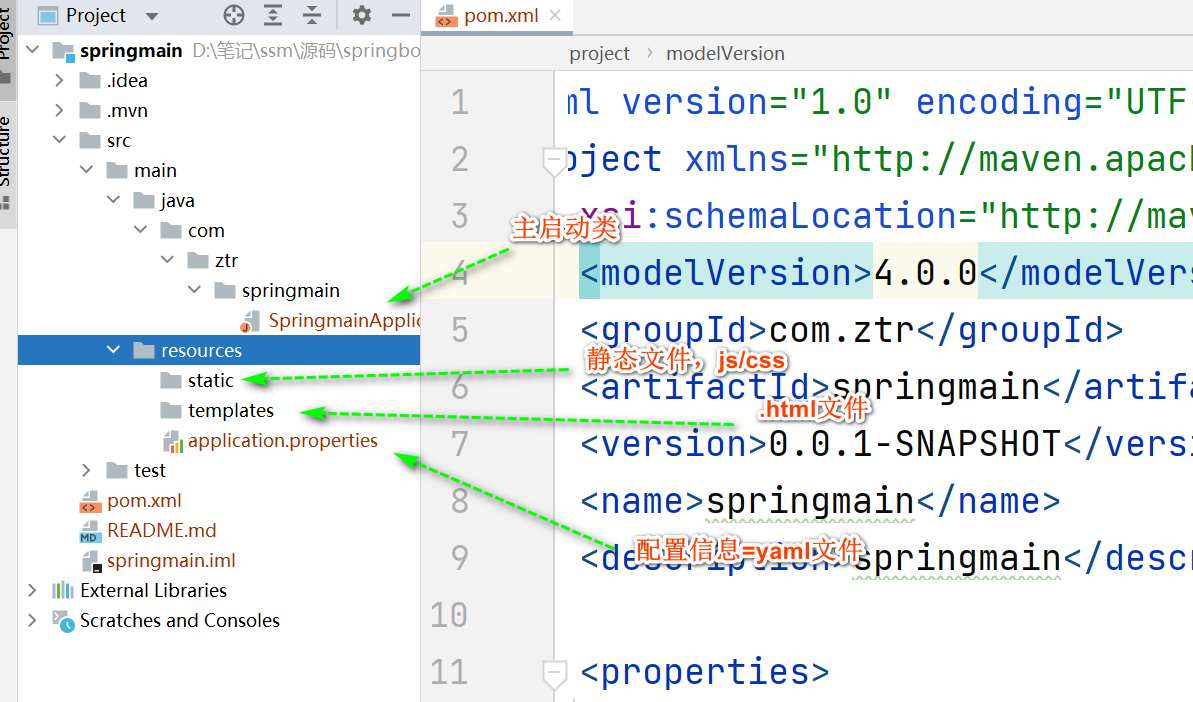 Project
pom.xml
Project
Structure
springmain D:\笔记\ssm\源码\springbo
.idea
.mvn
src
main
java
com
ztr
springmain
SpringmainApplic
resources
static
templates
application.properties
test
pom.xml
README.md
springmain.iml
External Libraries
Scratches and Consoles
project › modelVersion
1 ml version="1.0" encoding="UTF
2 oject xmlns="http://maven.apach
3 xsi:schemaLocation="http://mav
主启动类
4 <modelVersion>4.0.0</modelVers
5 <groupId>com.ztr</groupId>
静态文件，js/css
6 <artifactId>springmain</artifa
.html文件
7 <version>0.0.1-SNAPSHOT</versi
8 <name>springmain</name>
配置信息=yaml文件
9 <description>springmain</descr
10
11 <properties>